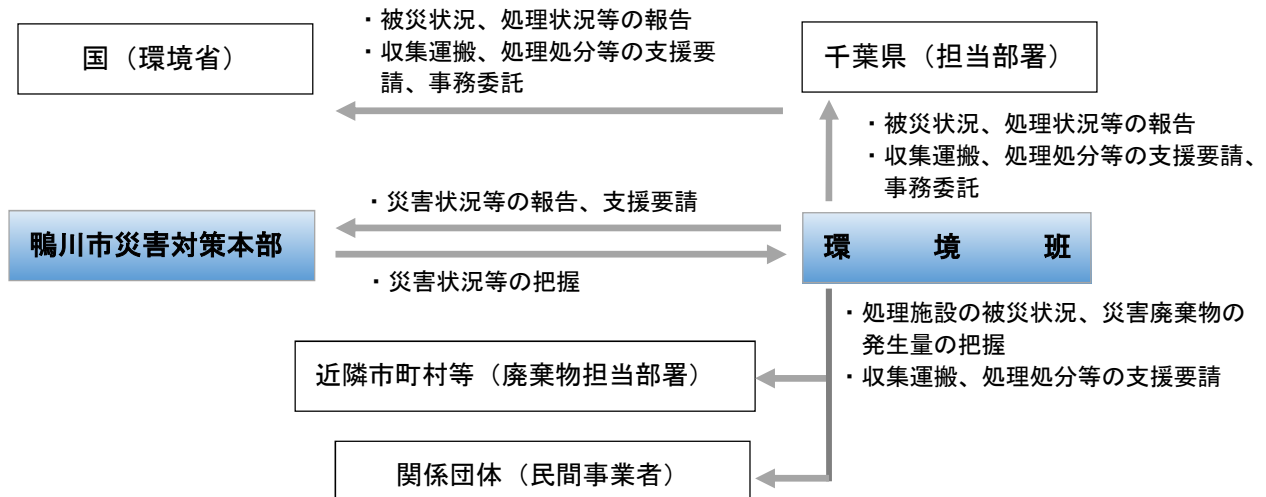 ・被災状況、処理状況等の報告
・収集運搬、処理処分等の支援要
請、事務委託
国（環境省）
千葉県（担当部署）
・被災状況、処理状況等の報告
・収集運搬、処理処分等の支援要請、
事務委託
・災害状況等の報告、支援要請
鴨川市災害対策本部
環　境　班
・災害状況等の把握
・処理施設の被災状況、災害廃棄物の
発生量の把握
・収集運搬、処理処分等の支援要請
近隣市町村等（廃棄物担当部署）
関係団体（民間事業者）